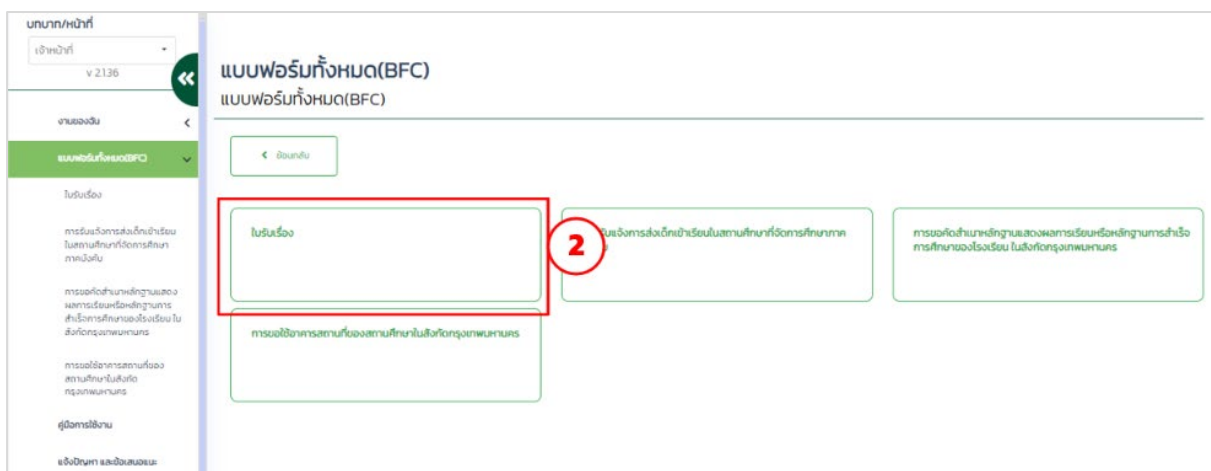 บทบาท/หน้าที่
เจ้าหน้าที่
v 2.1.36
งานของฉัน
แบบฟอร์มทั้งหมด(BFC)
ใบรับเรื่อง
การรับแจ้งการส่งเด็กเข้าเรียน
ในสถานศึกษาที่จัดการศึกษา
ภาคบังคับ
การขอคัดสำเนาหลักฐานแสดง
ผลการเรียนหรือหลักฐานการ
สำเร็จการศึกษาของโรงเรียน ใน
สังกัดกรุงเทพมหานคร
การขอใช้อาคารสถานที่ของ
สถานศึกษาในสังกัด
กรุงเทพมหานคร
คู่มือการใช้งาน
แจ้งปัญหา และข้อเสนอแนะ
แบบฟอร์มทั้งหมด(BFC)
แบบฟอร์มทั้งหมด(BFC)
ย้อนกลับ
ใบรับเรื่อง
2
รับแจ้งการส่งเด็กเข้าเรียนในสถานศึกษาที่จัดการศึกษาภาค
การขอคัดสำเนาหลักฐานแสดงผลการเรียนหรือหลักฐานการสำเร็จ
การศึกษาของโรงเรียน ในสังกัดกรุงเทพมหานคร
การขอใช้อาคารสถานที่ของสถานศึกษาในสังกัดกรุงเทพมหานคร